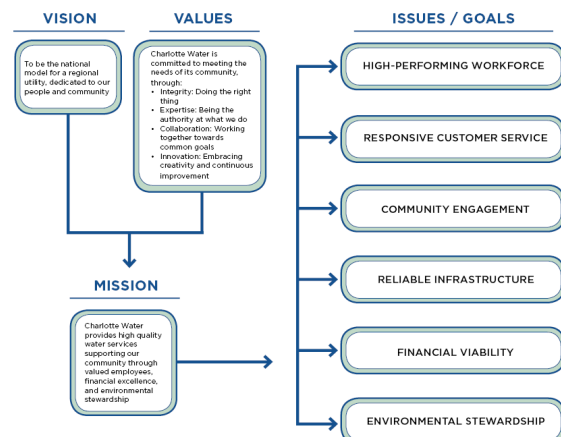 VISION
To be the national
model for a regional
utility, dedicated to our
people and community
VALUES
Charlotte Water is
committed to meeting the
needs of its community,
through:
• Integrity: Doing the right
thing
• Expertise: Being the
authority at what we do
• Collaboration: Working
together towards
common goals
• Innovation: Embracing
creativity and continuous
improvement
MISSION
Charlotte Water
provides high quality
water services
supporting our
community through
valued employees,
financial excellence,
and environmental
stewardship
ISSUES / GOALS
HIGH-PERFORMING WORKFORCE
RESPONSIVE CUSTOMER SERVICE
COMMUNITY ENGAGEMENT
RELIABLE INFRASTRUCTURE
FINANCIAL VIABILITY
ENVIRONMENTAL STEWARDSHIP